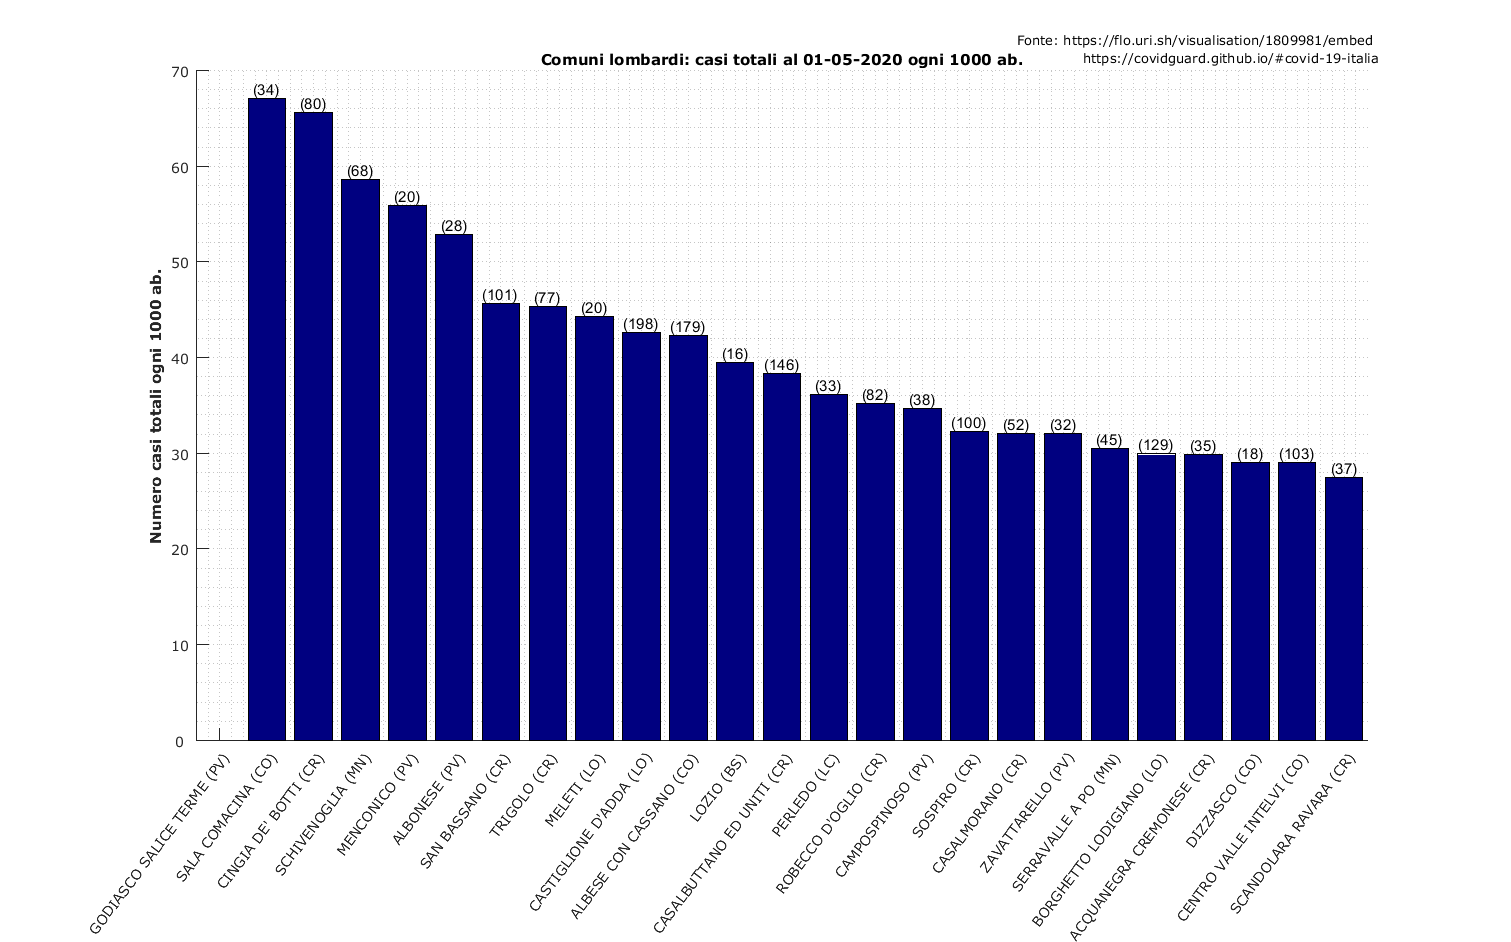 Fonte: https://flo.uri.sh/visualisation/1809981/embed
Comuni lombardi: casi totali al 01-05-2020 ogni 1000 ab.
https://covidguard.github.io/#covid-19-italia
Numero casi totali ogni 1000 ab.
70
60
50
40
30
20
10
0
(34)
(80)
(68)
(20)
(28)
(101)
(77)
(20)
(198)
(179)
(16)
(146)
(33)
(82)
(38)
(100)
(52)
(32)
(45)
(129)
(35)
(18)
(103)
(37)
GODIASCO SALICE TERME (PV)
SALA COMACINA (CO)
CINGIA DE' BOTTI (CR)
SCHIVENOGLIA (MN)
MENCONICO (PV)
ALBONESE (PV)
SAN BASSANO (CR)
TRIGOLO (CR)
MELETI (LO)
CASTIGLIONE D'ADDA (LO)
ALBESE CON CASSANO (CO)
LOZIO (BS)
CASALBUTTANO ED UNITI (CR)
PERLEDO (LC)
ROBECCO D'OGLIO (CR)
CAMPOSPINOSO (PV)
SOSPIRO (CR)
CASALMORANO (CR)
ZAVATTARELLO (PV)
SERRAVALLE A PO (MN)
BORGHETTO LODIGIANO (LO)
ACQUANEGRA CREMONESE (CR)
DIZZASCO (CO)
CENTRO VALLE INTELVI (CO)
SCANDOLARA RAVARA (CR)